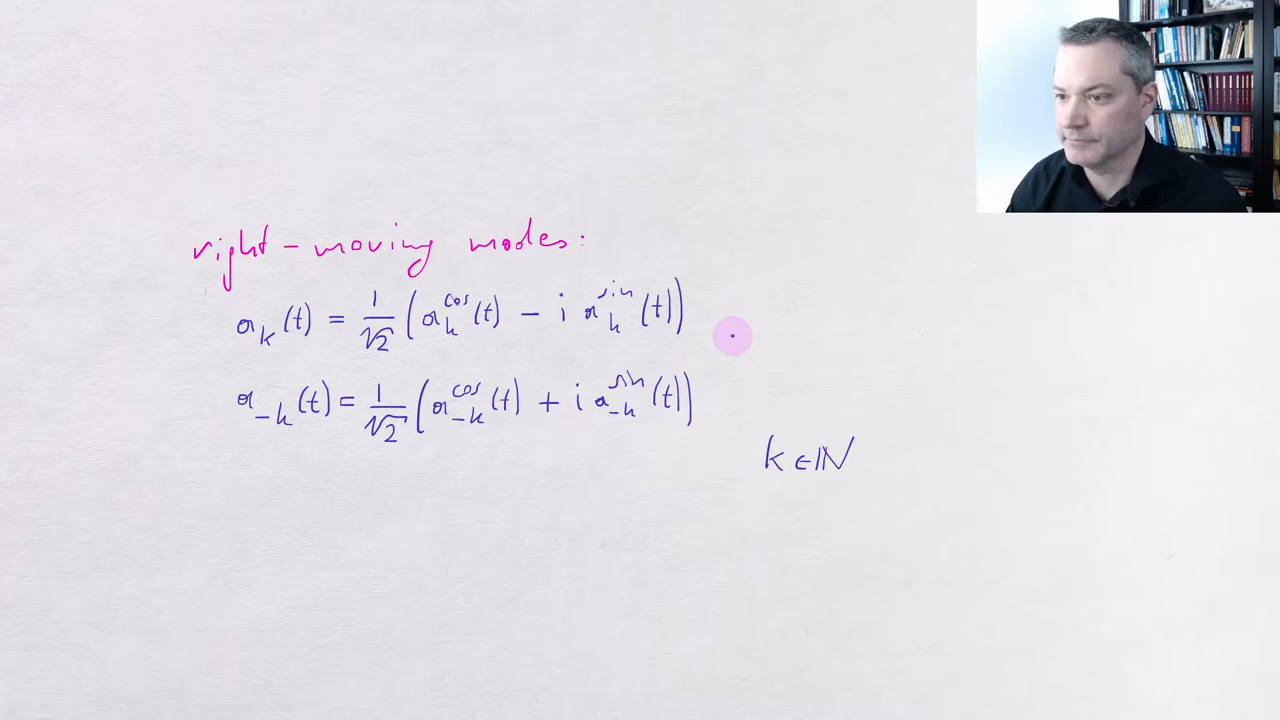 right-moving modes:
a_k(t) = 1/√2 (a_k^cos(t) - i a_k^sin(t))
a_-k(t) = 1/√2 (a_-k^cos(t) + i a_-k^sin(t))
k ∈ ℕ